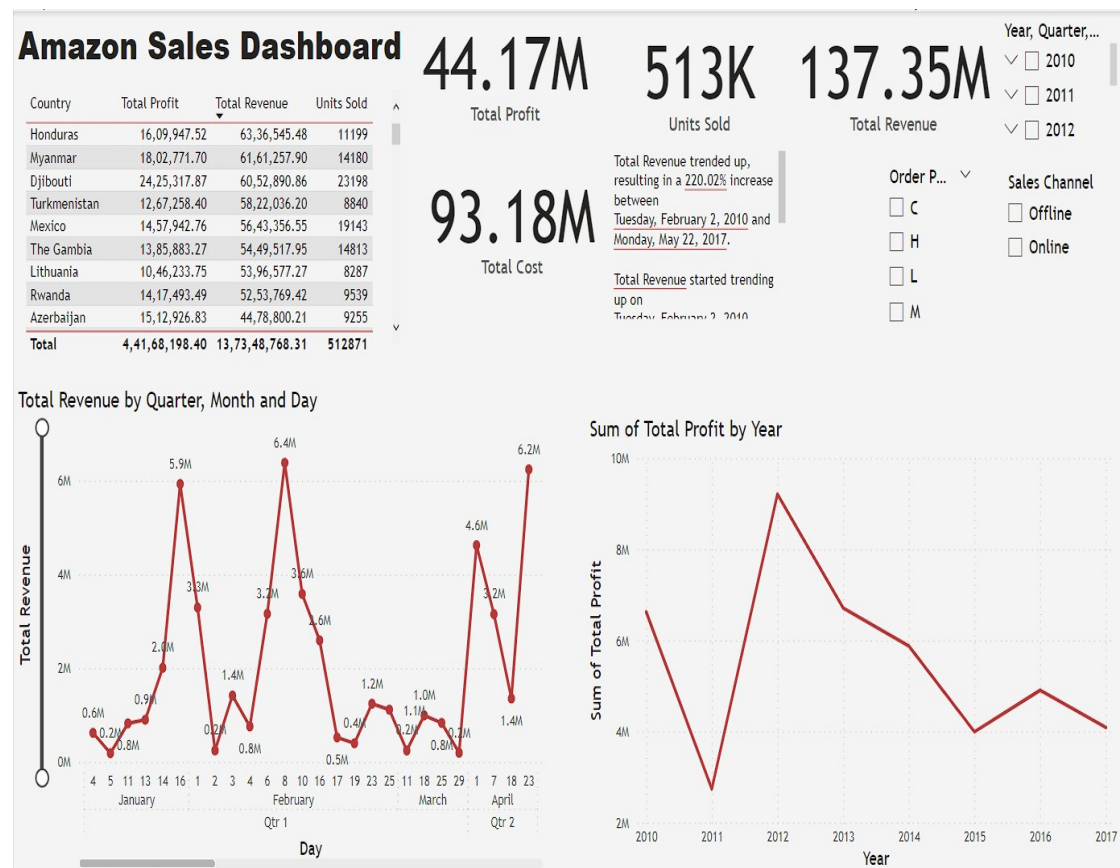 Amazon Sales Dashboard
Country Total Profit Total Revenue Units Sold
Honduras 16,09,947.52 63,36,545.48 11199
Myanmar 18,02,771.70 61,61,257.90 14180
Djibouti 24,25,317.87 60,52,890.86 23198
Turkmenistan 12,67,258.40 58,22,036.20 8840
Mexico 14,57,942.76 56,43,356.55 19143
The Gambia 13,85,883.27 54,49,517.95 14813
Lithuania 10,46,233.75 53,96,577.27 8287
Rwanda 14,17,493.49 52,53,769.42 9539
Azerbaijan 15,12,926.83 44,78,800.21 9255
Total 4,41,68,198.40 13,73,48,768.31 512871
44.17M
Total Profit
513K
Units Sold
137.35M
Total Revenue
93.18M
Total Cost
Total Revenue trended up,
resulting in a 220.02% increase
between
Tuesday, February 2, 2010 and
Monday, May 22, 2017.
Total Revenue started trending
up on
Tuesday, February 2, 2010
Year, Quarter,...
2010
2011
2012
Order P...
C
H
L
M
Sales Channel
Offline
Online
Total Revenue by Quarter, Month and Day
Total Revenue
6M
4M
2M
0M
0.6M 0.2M 0.8M 0.9M 2.0M 5.9M 3.3M 0.2M 1.4M 0.8M 3.2M 6.4M 3.6M 2.6M 0.5M 0.4M 1.2M 1.1M 0.2M 1.0M 0.8M 0.2M 4.6M 3.2M 1.4M 6.2M
4 5 11 13 14 16 1 2 3 4 6 8 10 16 17 19 23 25 11 18 25 29 1 7 18 23
January February March April
Qtr 1 Qtr 2
Day
Sum of Total Profit by Year
Sum of Total Profit
10M
8M
6M
4M
2M
2010 2011 2012 2013 2014 2015 2016 2017
Year